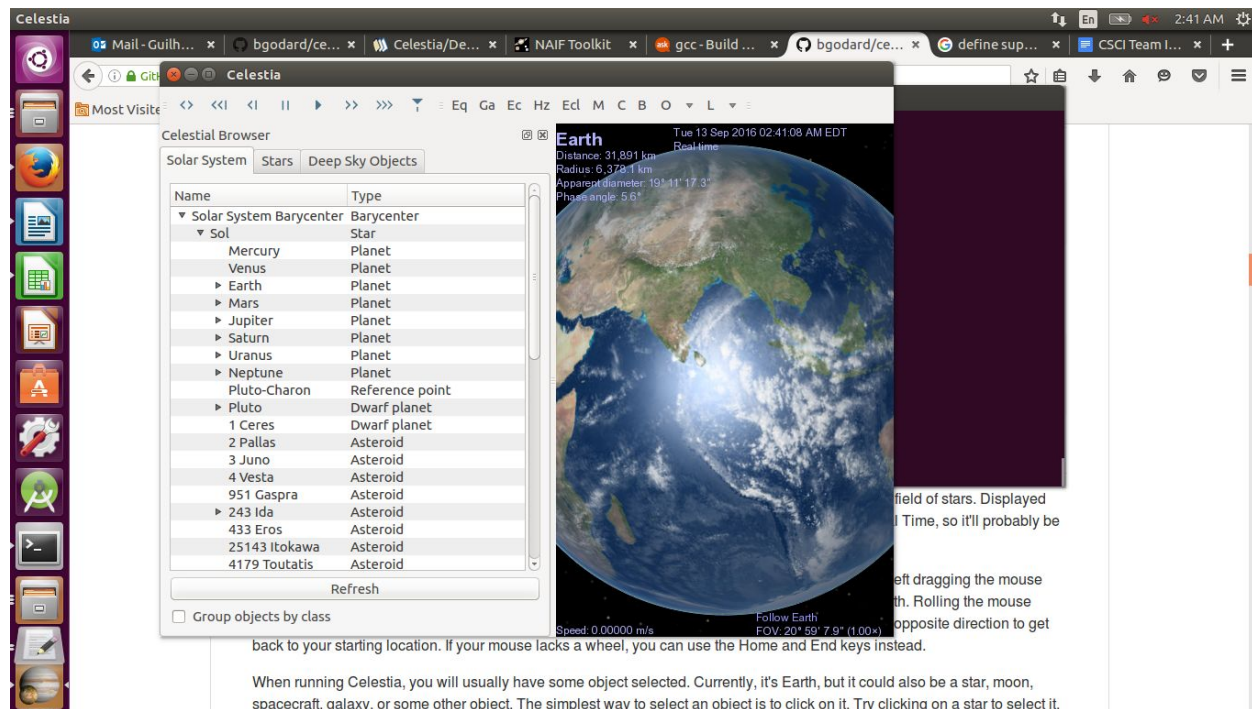 Celestia
En
2:41 AM
Mail - Guilh... × bgodard/ce... × Celestia/De... × NAIF Toolkit × gcc - Build ... × bgodard/ce... × define sup... × CSCI Team I... × +
Most Visite
Celestia
Eq Ga Ec Hz Ecl M C B O L
Celestial Browser
Solar System Stars Deep Sky Objects
Name Type
Solar System Barycenter Barycenter
Sol Star
Mercury Planet
Venus Planet
Earth Planet
Mars Planet
Jupiter Planet
Saturn Planet
Uranus Planet
Neptune Planet
Pluto-Charon Reference point
Pluto Dwarf planet
1 Ceres Dwarf planet
2 Pallas Asteroid
3 Juno Asteroid
4 Vesta Asteroid
951 Gaspra Asteroid
243 Ida Asteroid
433 Eros Asteroid
25143 Itokawa Asteroid
4179 Toutatis Asteroid
Refresh
Group objects by class
Earth
Distance: 31,891 km
Radius: 6,378.1 km
Apparent diameter: 19° 11' 17.3"
Phase angle: 5.6°
Tue 13 Sep 2016 02:41:08 AM EDT
Real time
Speed: 0.00000 m/s
Follow Earth
FOV: 20° 59' 7.9" (1.00×)
field of stars. Displayed
l Time, so it'll probably be
eft dragging the mouse
th. Rolling the mouse
opposite direction to get
back to your starting location. If your mouse lacks a wheel, you can use the Home and End keys instead.
When running Celestia, you will usually have some object selected. Currently, it's Earth, but it could also be a star, moon,
spacecraft, galaxy, or some other object. The simplest way to select an object is to click on it. Try clicking on a star to select it.